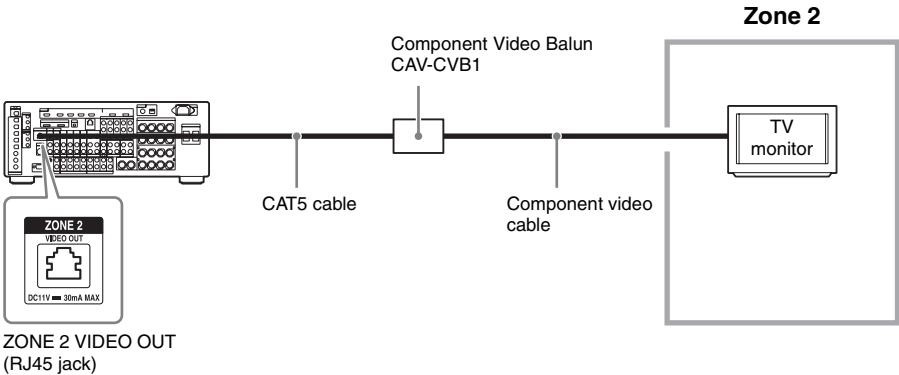 Zone 2
Component Video Balun
CAV-CVB1
TV
monitor
CAT5 cable
Component video
cable
ZONE 2
VIDEO OUT
DC11V 30mA MAX
ZONE 2 VIDEO OUT
(RJ45 jack)